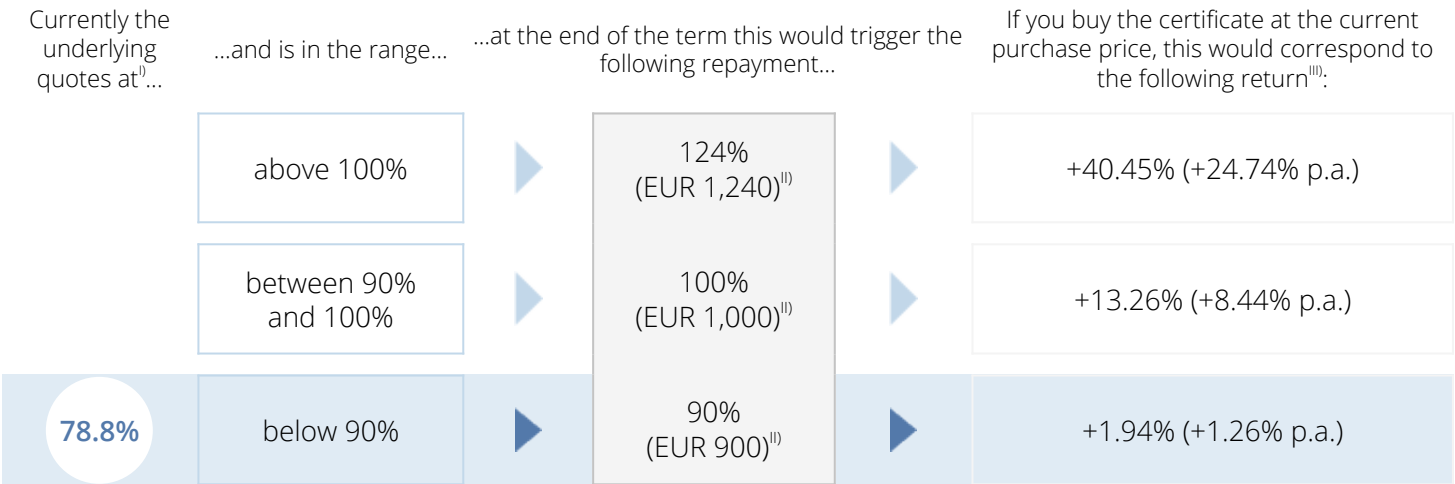 Currently the
underlying
quotes at I)...
...and is in the range...
...at the end of the term this would trigger the
following repayment...
If you buy the certificate at the current
purchase price, this would correspond to
the following return III):
above 100%
124%
(EUR 1,240) II)
+40.45% (+24.74% p.a.)
between 90%
and 100%
100%
(EUR 1,000) II)
+13.26% (+8.44% p.a.)
78.8%
below 90%
90%
(EUR 900) II)
+1.94% (+1.26% p.a.)